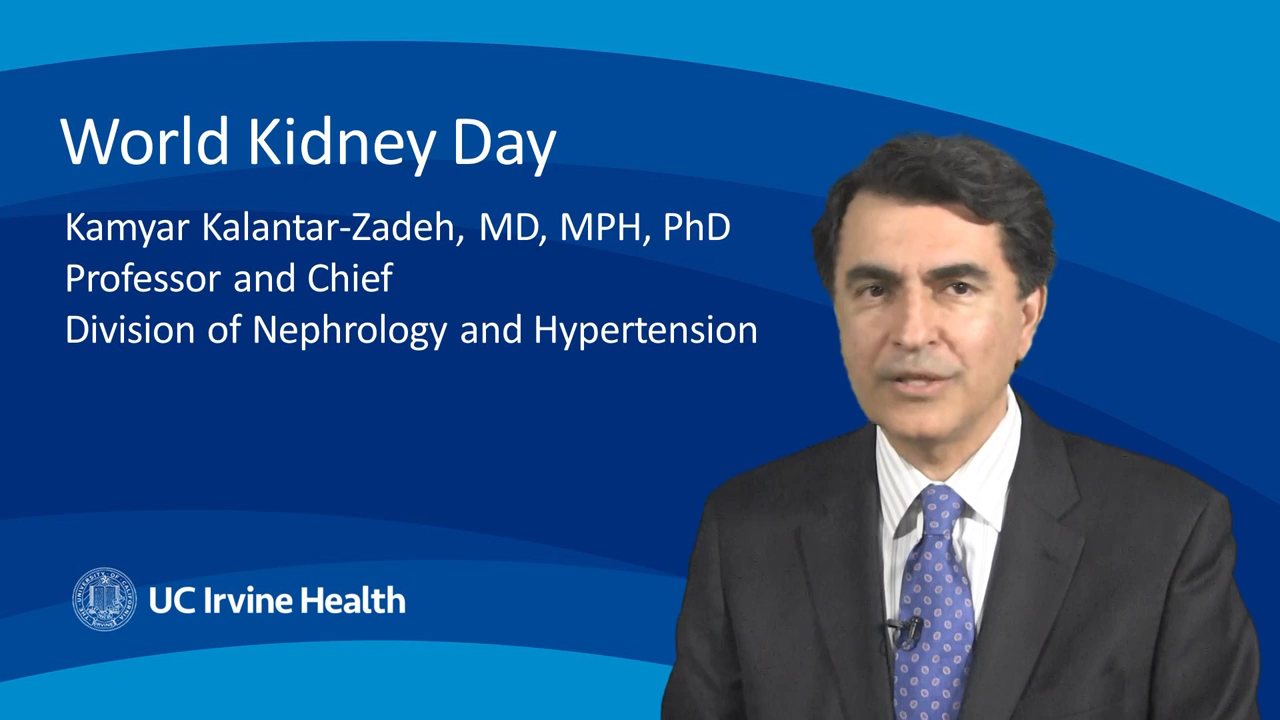 World Kidney Day
Kamyar Kalantar-Zadeh, MD, MPH, PhD
Professor and Chief
Division of Nephrology and Hypertension
UC Irvine Health